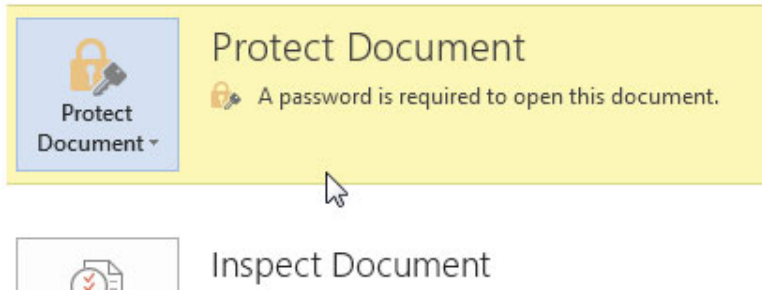 Protect Document
A password is required to open this document.
Protect
Document
Inspect Document